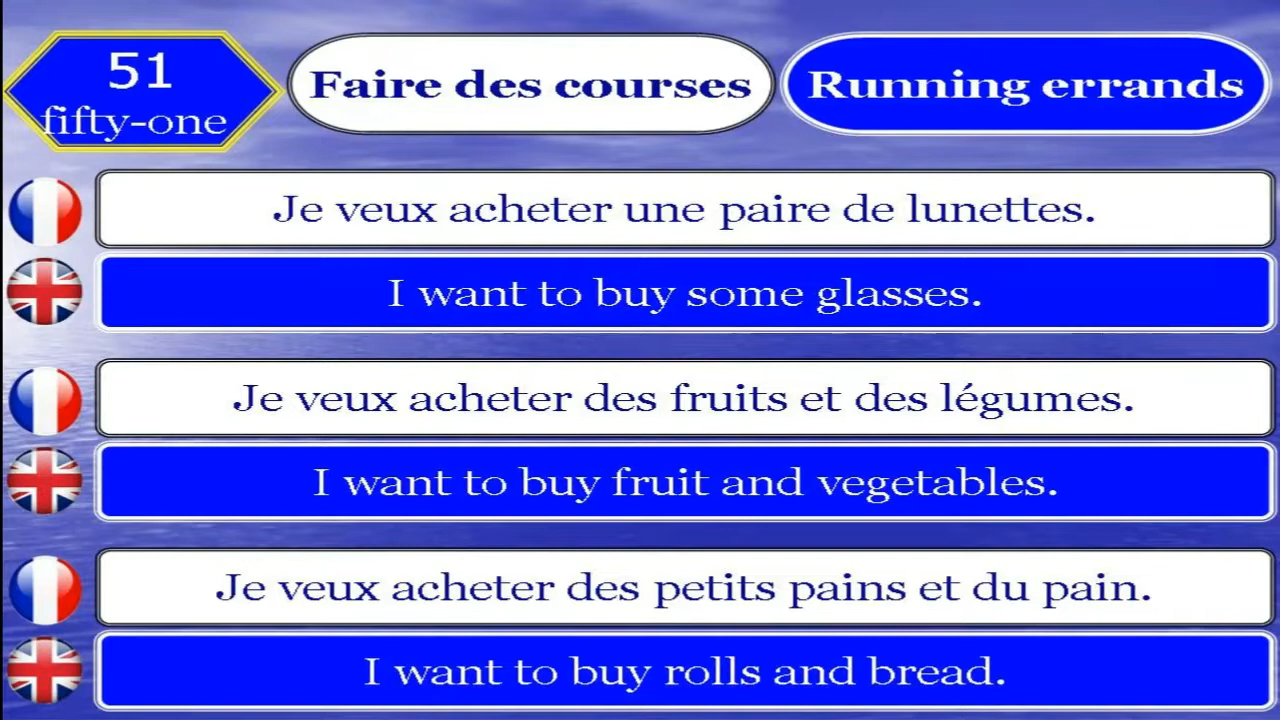 51
fifty-one
Faire des courses
Running errands
Je veux acheter une paire de lunettes.
I want to buy some glasses.
Je veux acheter des fruits et des légumes.
I want to buy fruit and vegetables.
Je veux acheter des petits pains et du pain.
I want to buy rolls and bread.